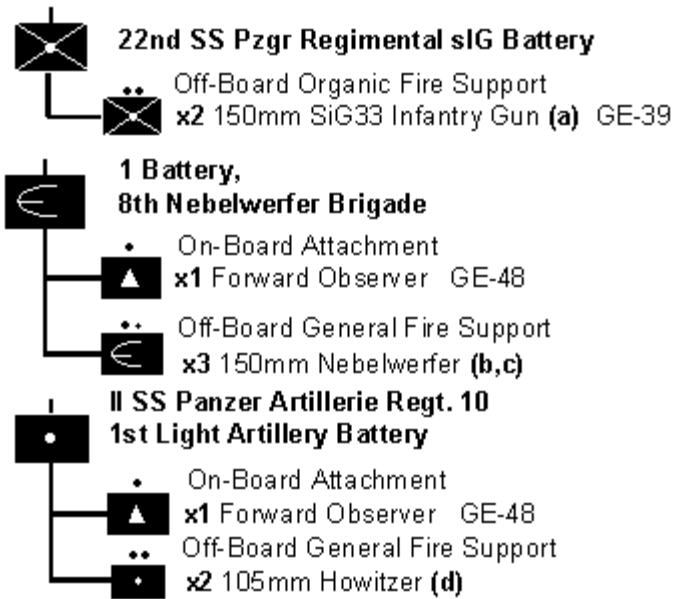 22nd SS Pzgr Regimental sIG Battery
Off-Board Organic Fire Support
x2 150mm SiG33 Infantry Gun (a) GE-39
1 Battery,
8th Nebelwerfer Brigade
On-Board Attachment
x1 Forward Observer GE-48
Off-Board General Fire Support
x3 150mm Nebelwerfer (b,c)
II SS Panzer Artillerie Regt. 10
1st Light Artillery Battery
On-Board Attachment
x1 Forward Observer GE-48
Off-Board General Fire Support
x2 105mm Howitzer (d)